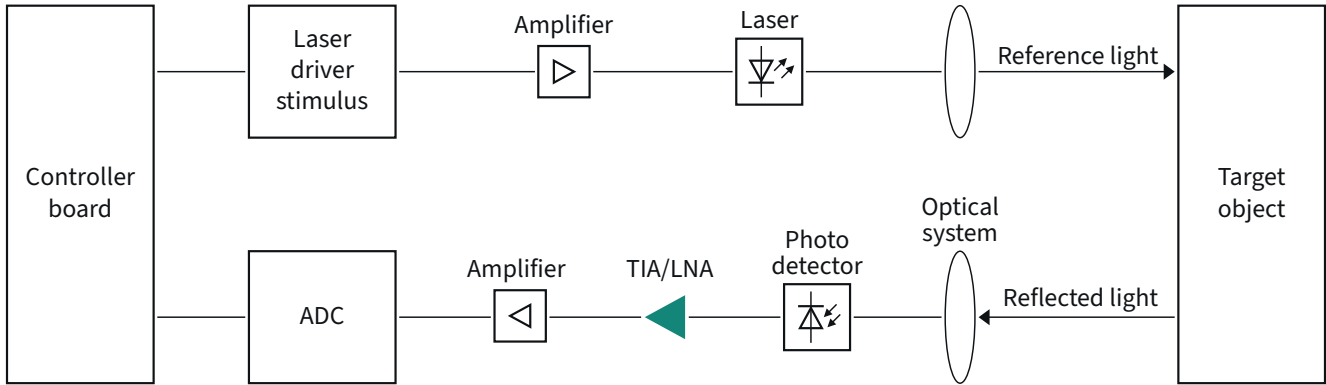 Amplifier
Laser
Laser
driver
stimulus
Reference light
Controller
board
Target
object
Optical
system
Photo
detector
Amplifier
TIA/LNA
Reflected light
ADC